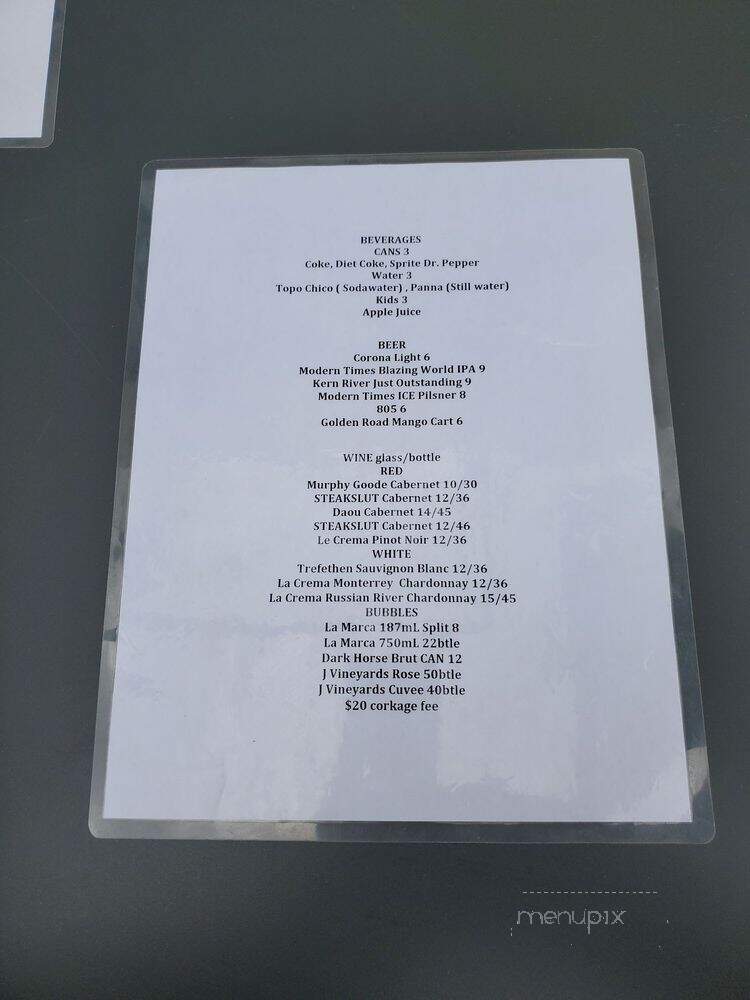 BEVERAGES
CANS 3
Coke, Diet Coke, Sprite Dr. Pepper
Water 3
Topo Chico ( Sodawater) , Panna (Still water)
Kids 3
Apple Juice
BEER
Corona Light 6
Modern Times Blazing World IPA 9
Kern River Just Outstanding 9
Modern Times ICE Pilsner 8
805 6
Golden Road Mango Cart 6
WINE glass/bottle
RED
Murphy Goode Cabernet 10/30
STEAKSLUT Cabernet 12/36
Daou Cabernet 14/45
STEAKSLUT Cabernet 12/46
Le Crema Pinot Noir 12/36
WHITE
Trefethen Sauvignon Blanc 12/36
La Crema Monterrey Chardonnay 12/36
La Crema Russian River Chardonnay 15/45
BUBBLES
La Marca 187mL Split 8
La Marca 750mL 22btle
Dark Horse Brut CAN 12
J Vineyards Rose 50btle
J Vineyards Cuvee 40btle
$20 corkage fee
menupix